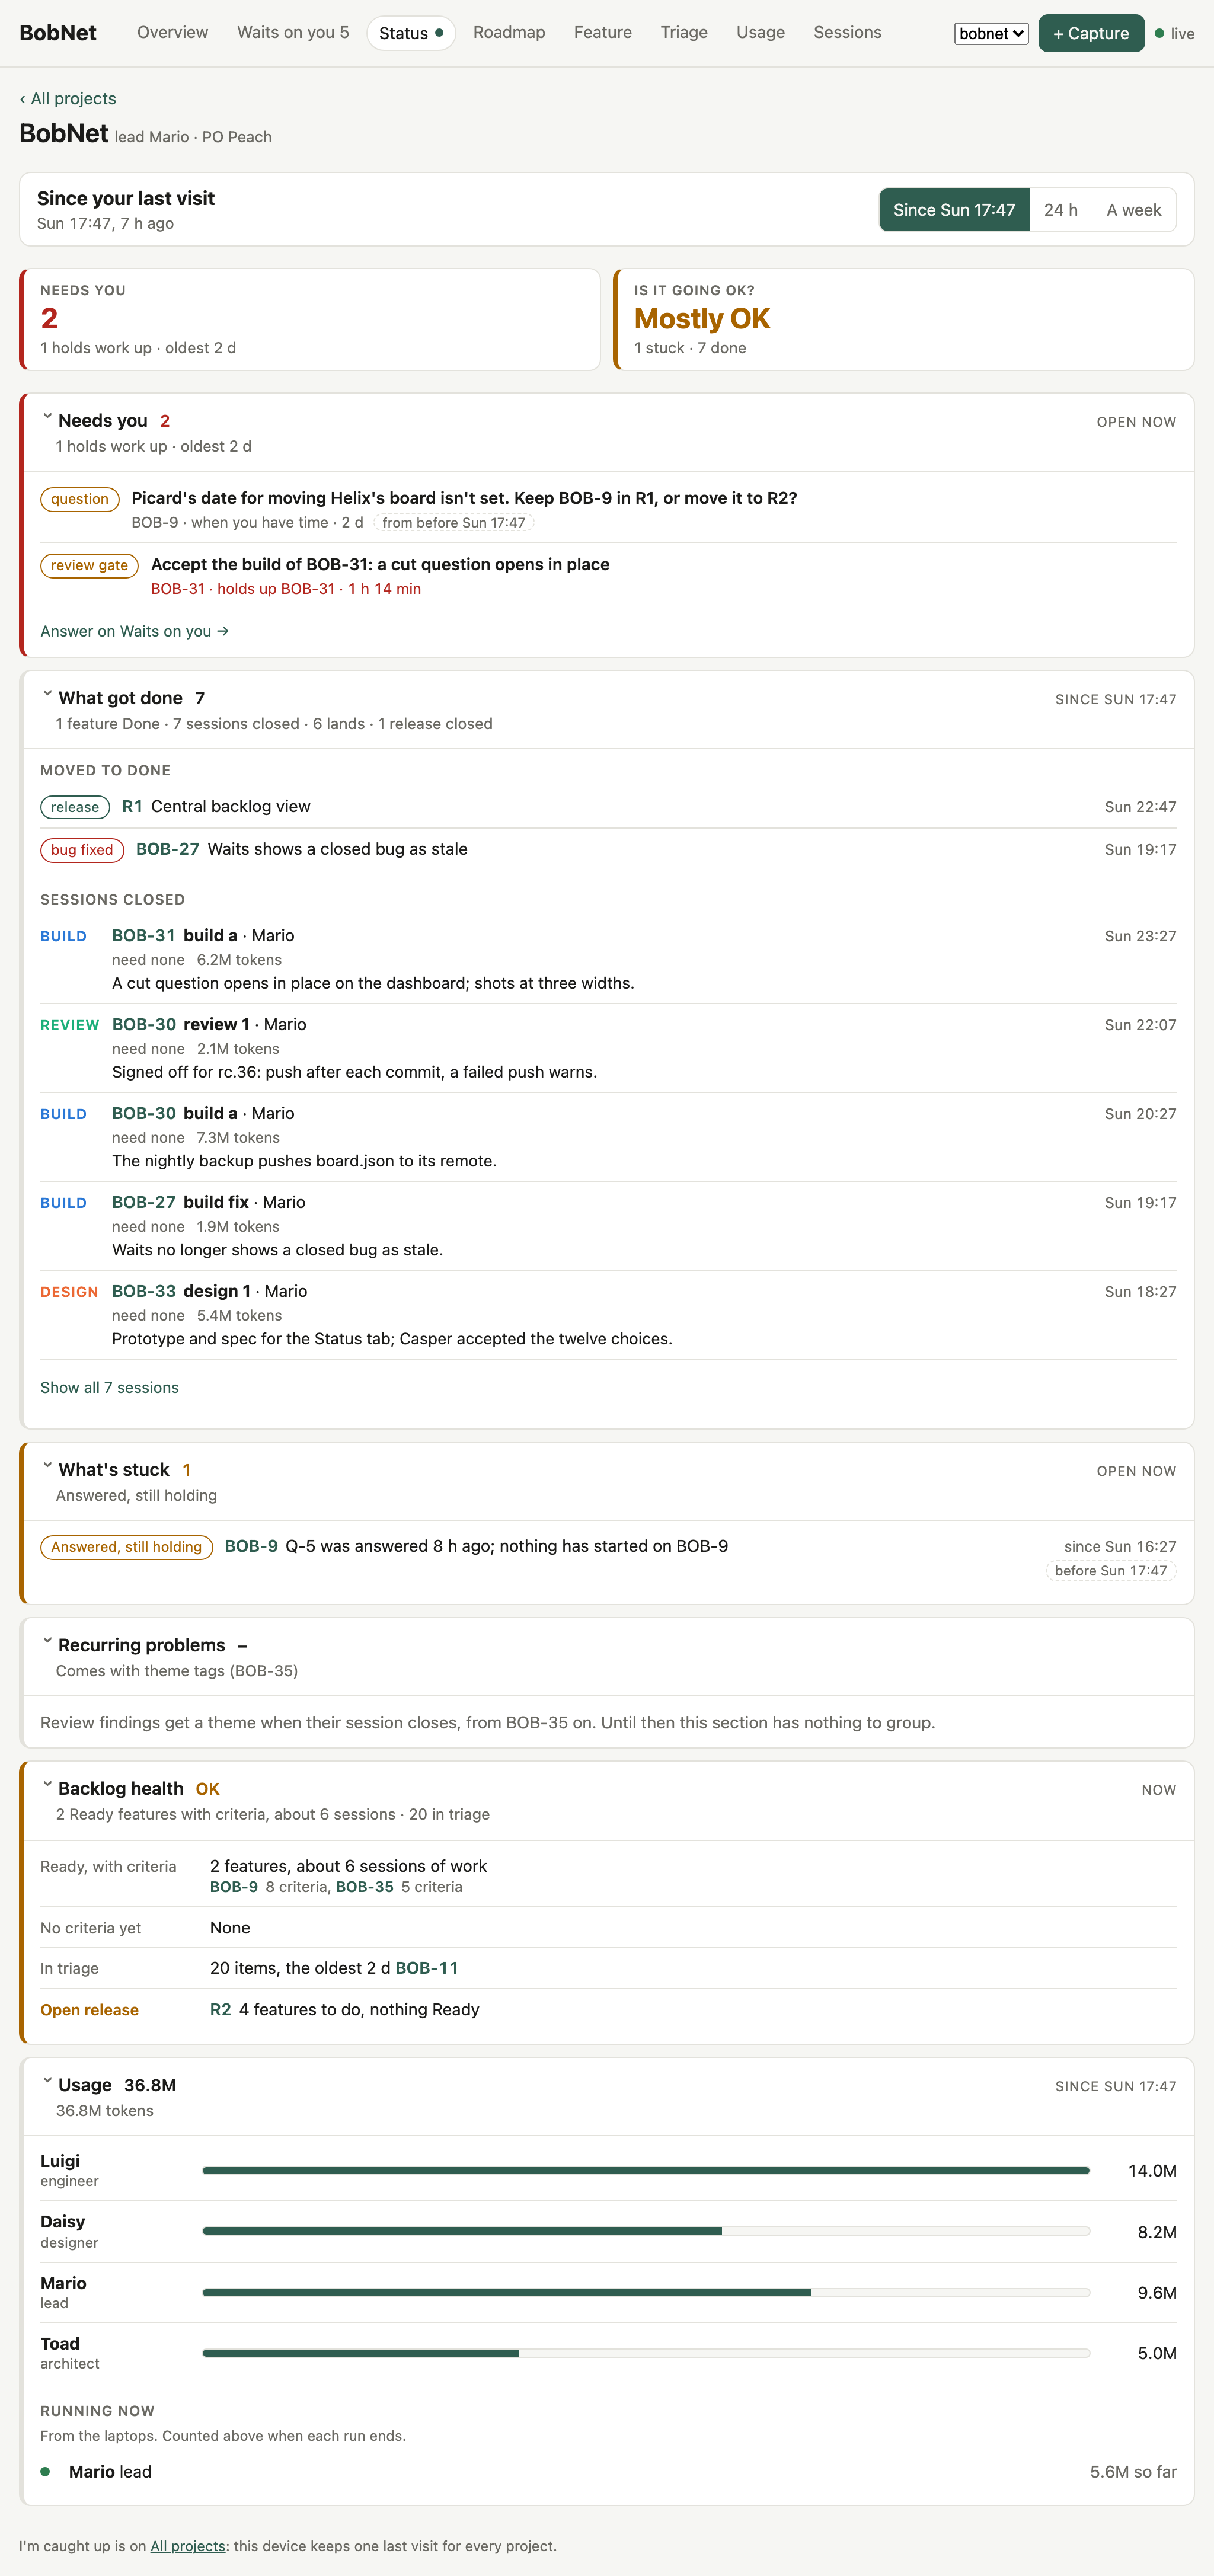 BobNet Overview Waits on you 5 Status Roadmap Feature Triage Usage Sessions bobnet + Capture live
‹ All projects
BobNet lead Mario · PO Peach
Since your last visit
Sun 17:47, 7 h ago
Since Sun 17:47 24 h A week
NEEDS YOU
2
1 holds work up · oldest 2 d
IS IT GOING OK?
Mostly OK
1 stuck · 7 done
Needs you 2 OPEN NOW
1 holds work up · oldest 2 d
question Picard's date for moving Helix's board isn't set. Keep BOB-9 in R1, or move it to R2?
BOB-9 · when you have time · 2 d from before Sun 17:47
review gate Accept the build of BOB-31: a cut question opens in place
BOB-31 · holds up BOB-31 · 1 h 14 min
Answer on Waits on you →
What got done 7 SINCE SUN 17:47
1 feature Done · 7 sessions closed · 6 lands · 1 release closed
MOVED TO DONE
release R1 Central backlog view Sun 22:47
bug fixed BOB-27 Waits shows a closed bug as stale Sun 19:17
SESSIONS CLOSED
BUILD BOB-31 build a · Mario Sun 23:27
need none 6.2M tokens
A cut question opens in place on the dashboard; shots at three widths.
REVIEW BOB-30 review 1 · Mario Sun 22:07
need none 2.1M tokens
Signed off for rc.36: push after each commit, a failed push warns.
BUILD BOB-30 build a · Mario Sun 20:27
need none 7.3M tokens
The nightly backup pushes board.json to its remote.
BUILD BOB-27 build fix · Mario Sun 19:17
need none 1.9M tokens
Waits no longer shows a closed bug as stale.
DESIGN BOB-33 design 1 · Mario Sun 18:27
need none 5.4M tokens
Prototype and spec for the Status tab; Casper accepted the twelve choices.
Show all 7 sessions
What's stuck 1 OPEN NOW
Answered, still holding
Answered, still holding BOB-9 Q-5 was answered 8 h ago; nothing has started on BOB-9 since Sun 16:27
before Sun 17:47
Recurring problems –
Comes with theme tags (BOB-35)
Review findings get a theme when their session closes, from BOB-35 on. Until then this section has nothing to group.
Backlog health OK NOW
2 Ready features with criteria, about 6 sessions · 20 in triage
Ready, with criteria 2 features, about 6 sessions of work
BOB-9 8 criteria, BOB-35 5 criteria
No criteria yet None
In triage 20 items, the oldest 2 d BOB-11
Open release R2 4 features to do, nothing Ready
Usage 36.8M SINCE SUN 17:47
36.8M tokens
Luigi
engineer
14.0M
Daisy
designer
8.2M
Mario
lead
9.6M
Toad
architect
5.0M
RUNNING NOW
From the laptops. Counted above when each run ends.
Mario lead 5.6M so far
I'm caught up is on All projects: this device keeps one last visit for every project.